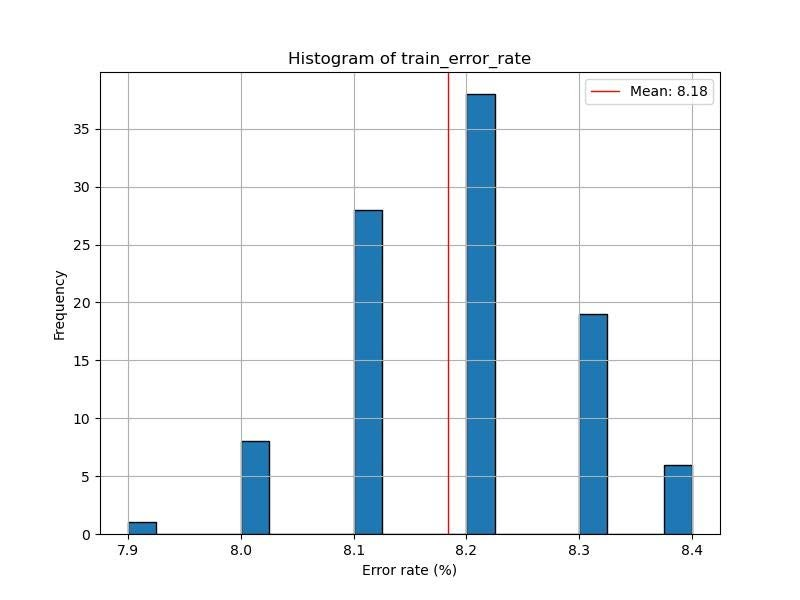 Histogram of train_error_rate
Mean: 8.18
35
30
25
20
15
10
5
0
Frequency
7.9 8.0 8.1 8.2 8.3 8.4
Error rate (%)